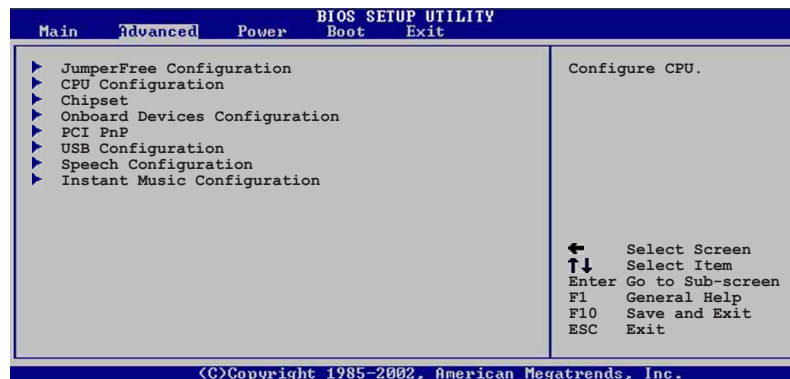 BIOS SETUP UTILITY
Main Advanced Power Boot Exit
JumperFree Configuration
CPU Configuration
Chipset
Onboard Devices Configuration
PCI PnP
USB Configuration
Speech Configuration
Instant Music Configuration
Configure CPU.
← Select Screen
↑↓ Select Item
Enter Go to Sub-screen
F1 General Help
F10 Save and Exit
ESC Exit
(C)Copyright 1985-2002, American Megatrends, Inc.